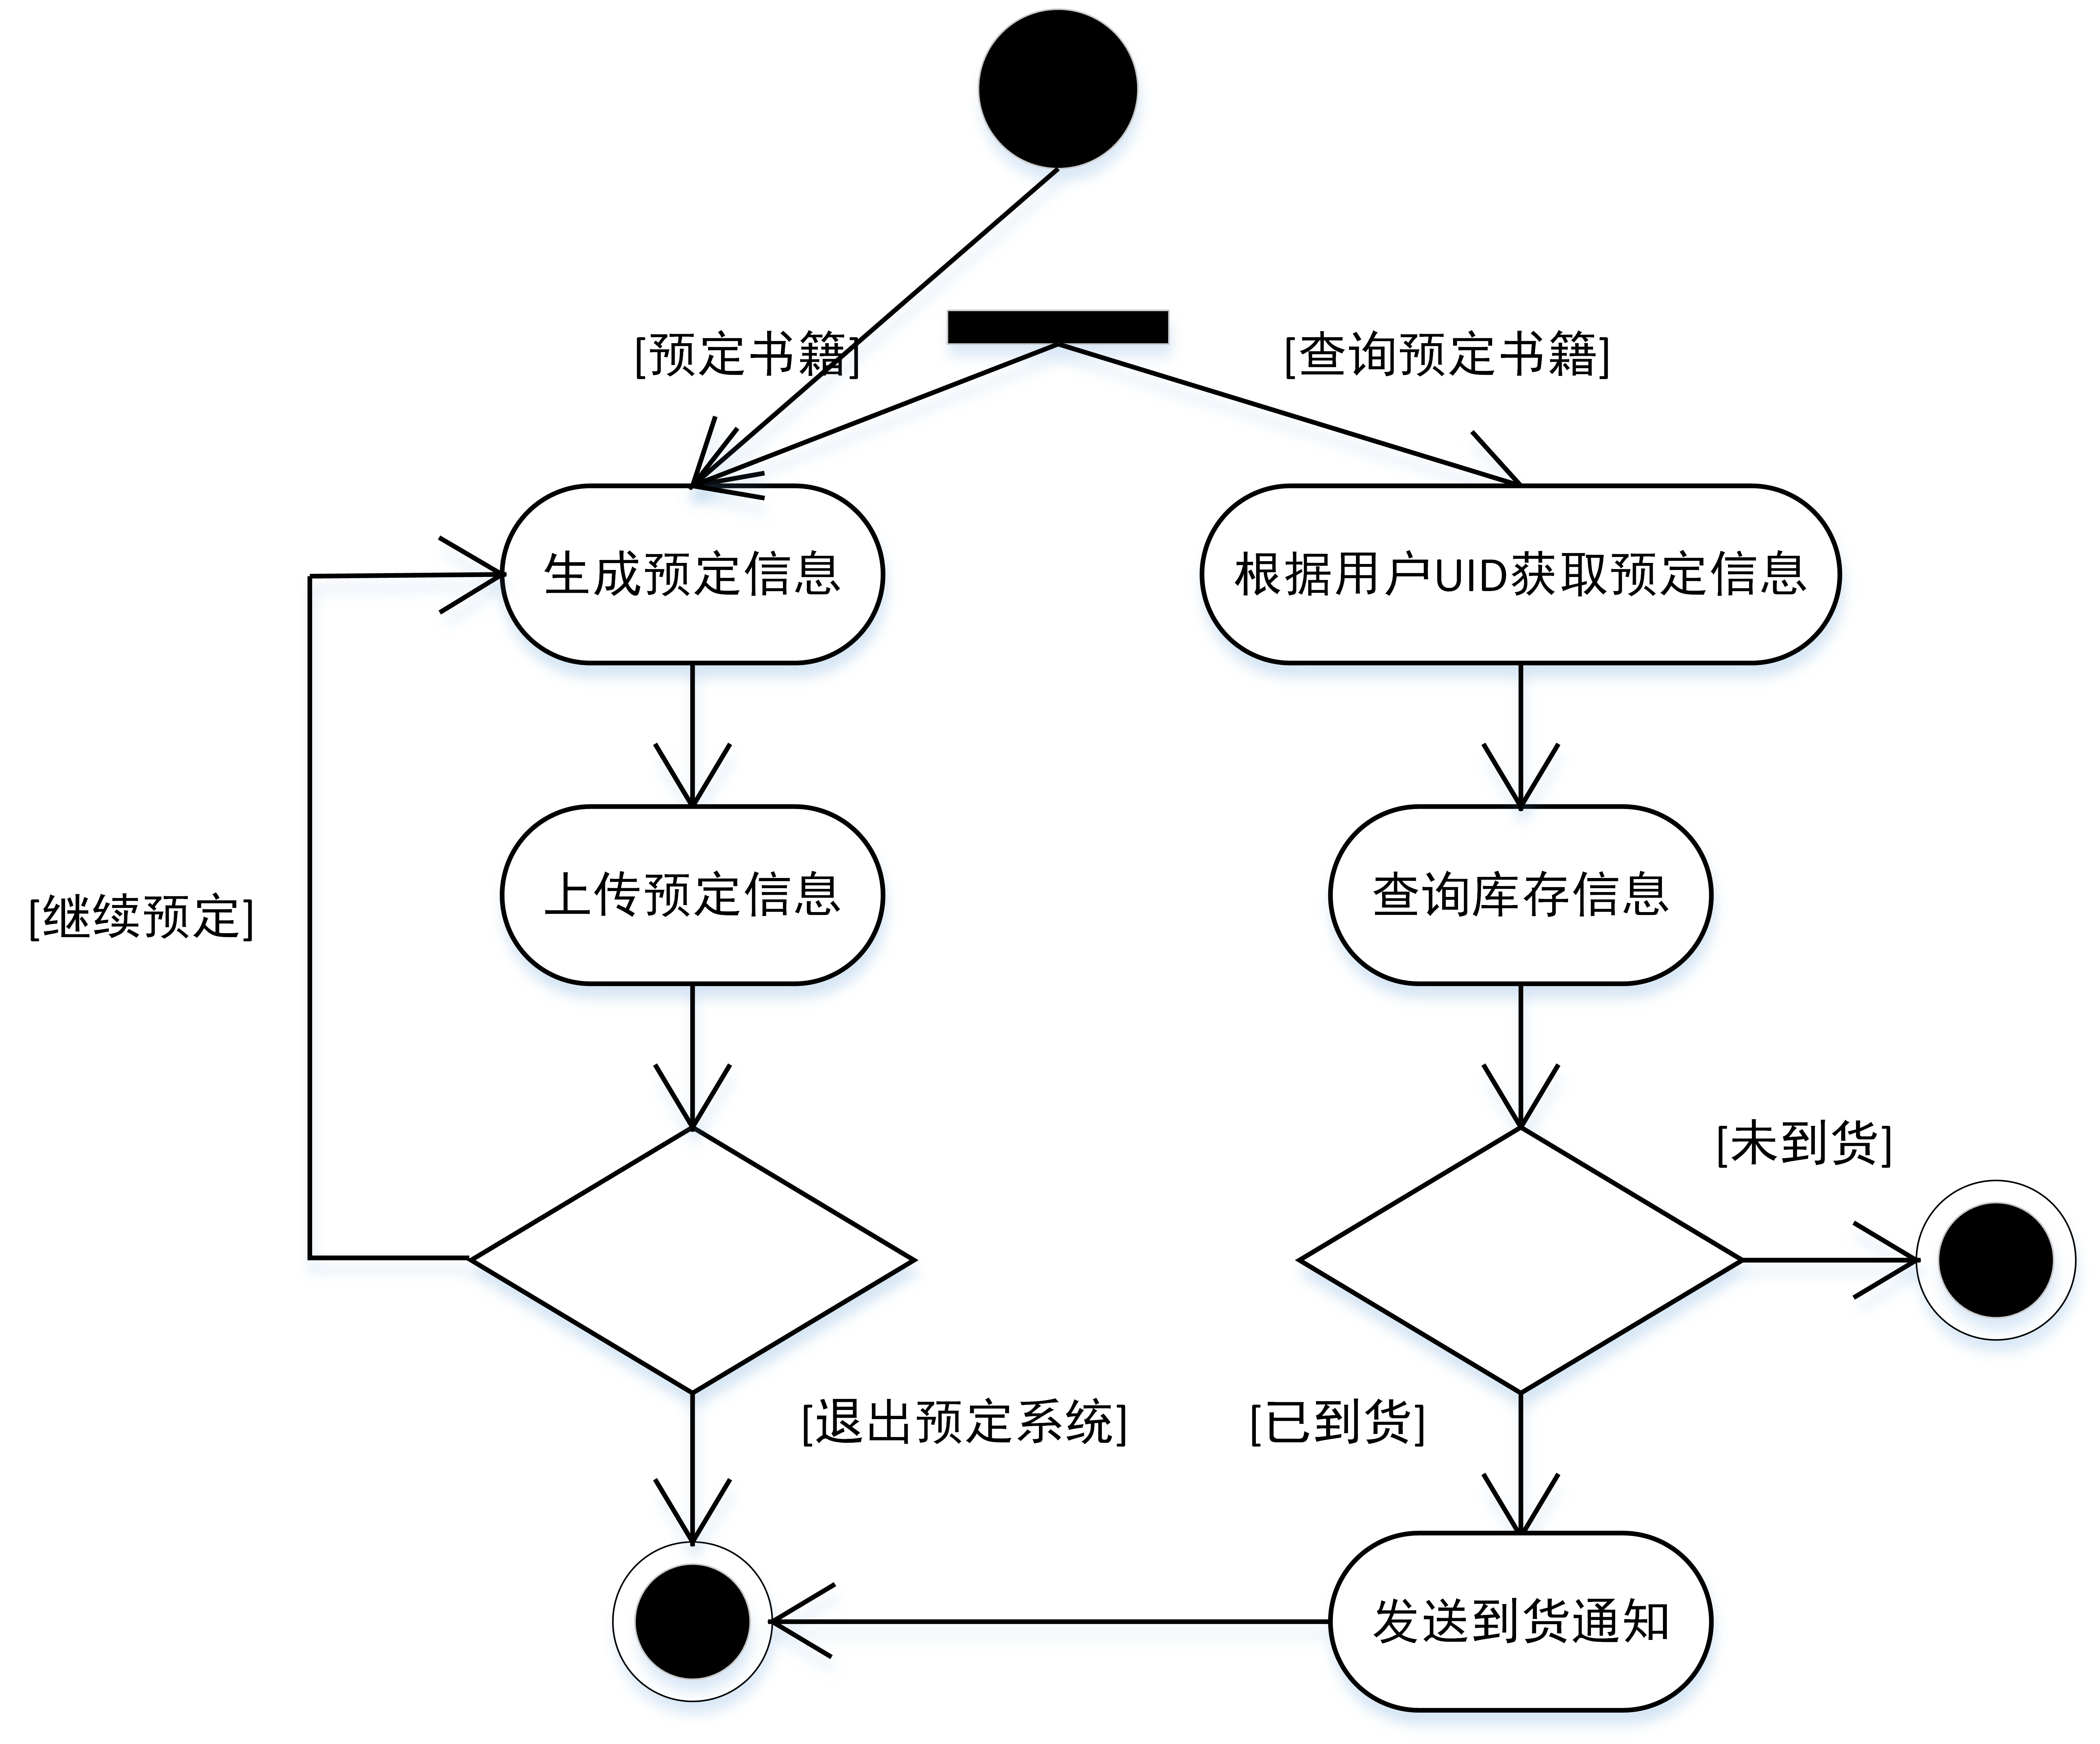 [预定书籍]
[查询预定书籍]
生成预定信息
根据用户UID获取预定信息
上传预定信息
查询库存信息
[继续预定]
[未到货]
[退出预定系统]
[已到货]
发送到货通知